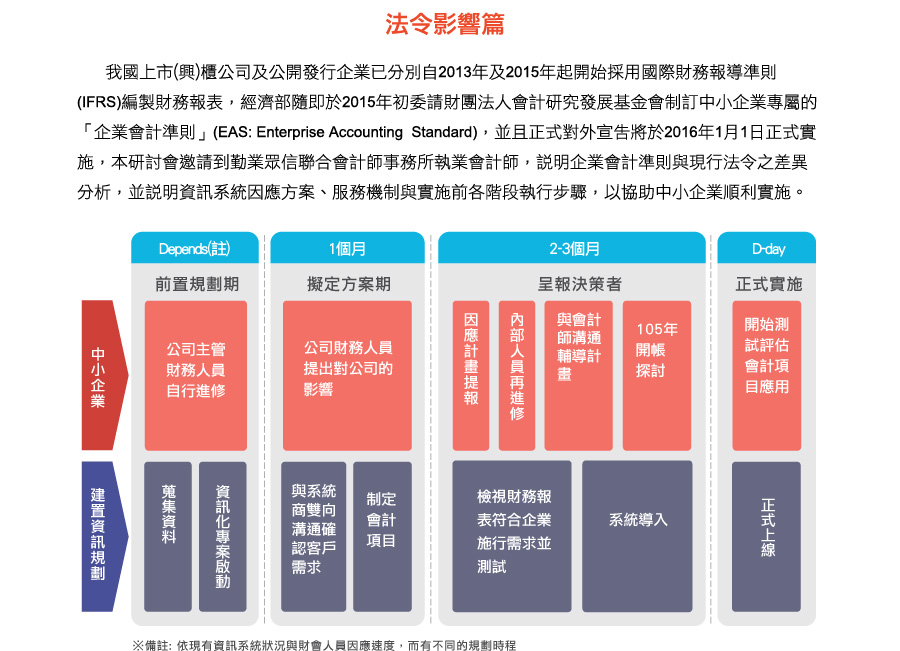 法令影響篇
我國上市(興)櫃公司及公開發行企業已分別自2013年及2015年起開始採用國際財務報導準則
(IFRS)編製財務報表，經濟部隨即於2015年初委請財團法人會計研究發展基金會制訂中小企業專屬的
「企業會計準則」(EAS: Enterprise Accounting Standard)，並且正式對外宣告將於2016年1月1日正式實
施，本研討會邀請到勤業眾信聯合會計師事務所執業會計師，說明企業會計準則與現行法令之差異
分析，並說明資訊系統因應方案、服務機制與實施前各階段執行步驟，以協助中小企業順利實施。
Depends(註)
1個月
2-3個月
D-day
前置規劃期
擬定方案期
呈報決策者
正式實施
中小企業
公司主管
財務人員
自行進修
公司財務人員
提出對公司的
影響
因應計畫提報
內部人員再進修
與會計
師溝通
輔導計
畫
105年
開帳
探討
開始測
試評估
會計項
目應用
建置資訊規劃
蒐集資料
資訊化專案啟動
與系統
商雙向
溝通確
認客戶
需求
制定
會計
項目
檢視財務報
表符合企業
施行需求並
測試
系統導入
正式上線
※備註: 依現有資訊系統狀況與財會人員因應速度，而有不同的規劃時程